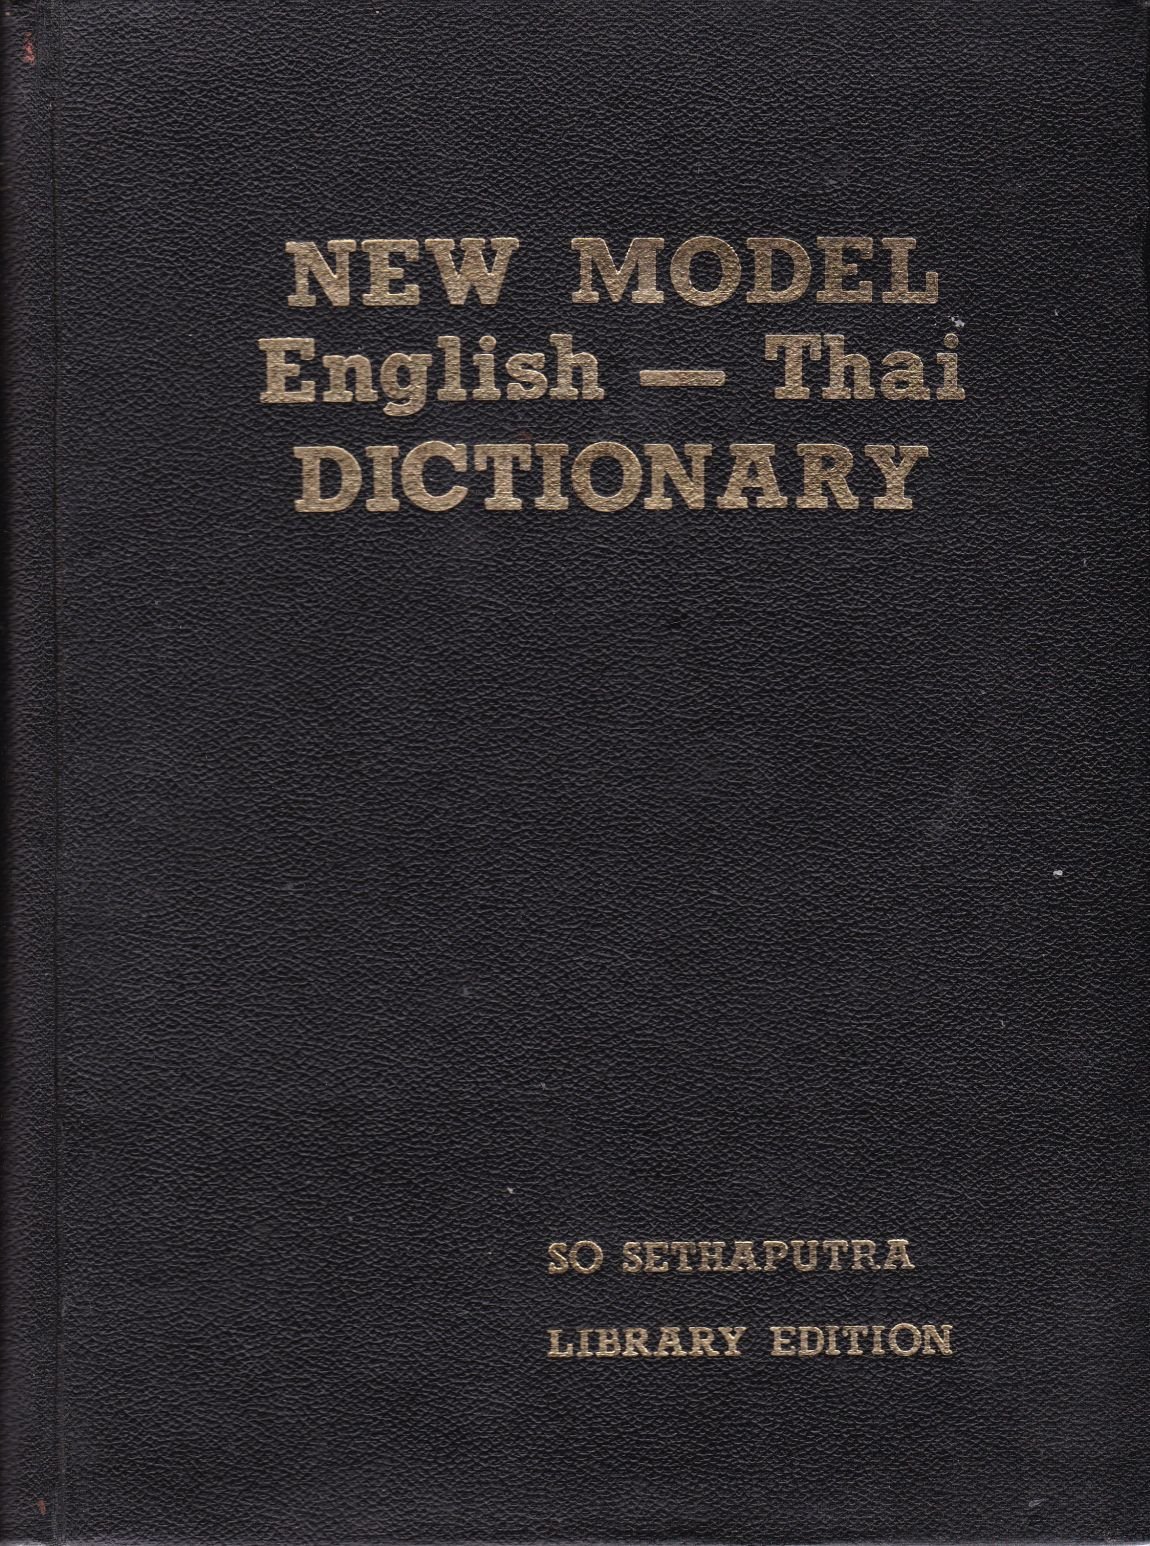 NEW MODEL
English — Thai
DICTIONARY
SO SETHAPUTRA
LIBRARY EDITION